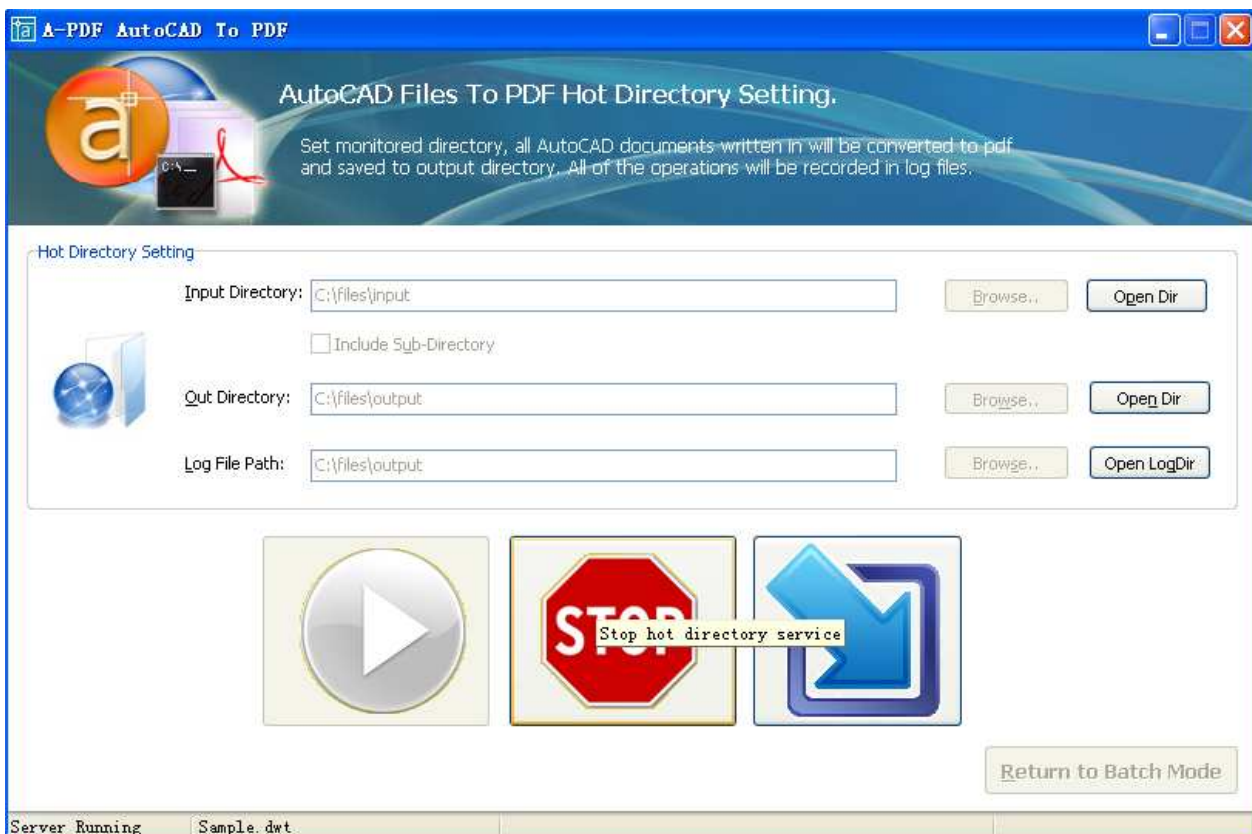 A-PDF AutoCAD To PDF
AutoCAD Files To PDF Hot Directory Setting.
Set monitored directory, all AutoCAD documents written in will be converted to pdf
and saved to output directory. All of the operations will be recorded in log files.
a
C:\_
Hot Directory Setting
Input Directory: C:\files\input Browse.. Open Dir
Include Sub-Directory
Out Directory: C:\files\output Browse.. Open Dir
Log File Path: C:\files\output Browse.. Open LogDir
STOP
Stop hot directory service
Return to Batch Mode
Server Running Sample.dwt